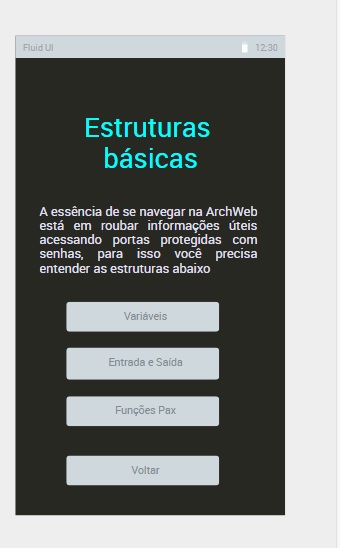 Fluid UI
12:30
Estruturas
básicas
A essência de se navegar na ArchWeb
está em roubar informações úteis
acessando portas protegidas com
senhas, para isso você precisa
entender as estruturas abaixo
Variáveis
Entrada e Saída
Funções Pax
Voltar